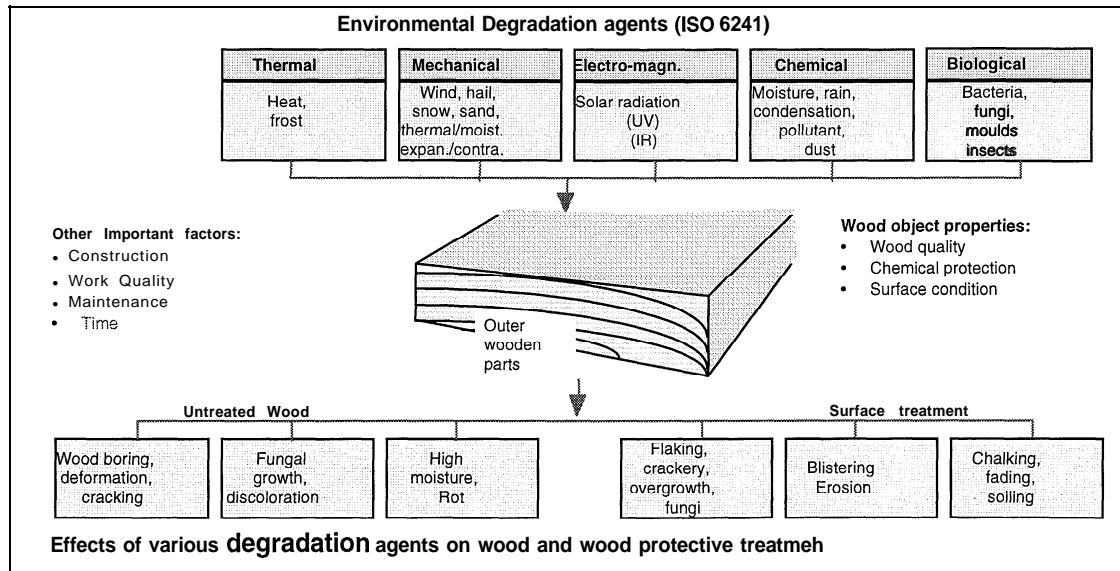 Environmental Degradation agents (ISO 6241)
Thermal
Heat,
frost
Mechanical
Wind, hail,
snow, sand,
thermal/moist.
expan./contra.
Electro-magn.
Solar radiation
(UV)
(IR)
Chemical
Moisture, rain,
condensation,
pollutant,
dust
Biological
Bacteria,
fungi,
moulds
insects
Other Important factors:
• Construction
• Work Quality
• Maintenance
• Time
Wood object properties:
• Wood quality
• Chemical protection
• Surface condition
Outer
wooden
parts
Untreated Wood
Surface treatment
Wood boring,
deformation,
cracking
Fungal
growth,
discoloration
High
moisture,
Rot
Flaking,
crackery,
overgrowth,
fungi
Blistering
Erosion
Chalking,
fading,
soiling
Effects of various degradation agents on wood and wood protective treatmeh